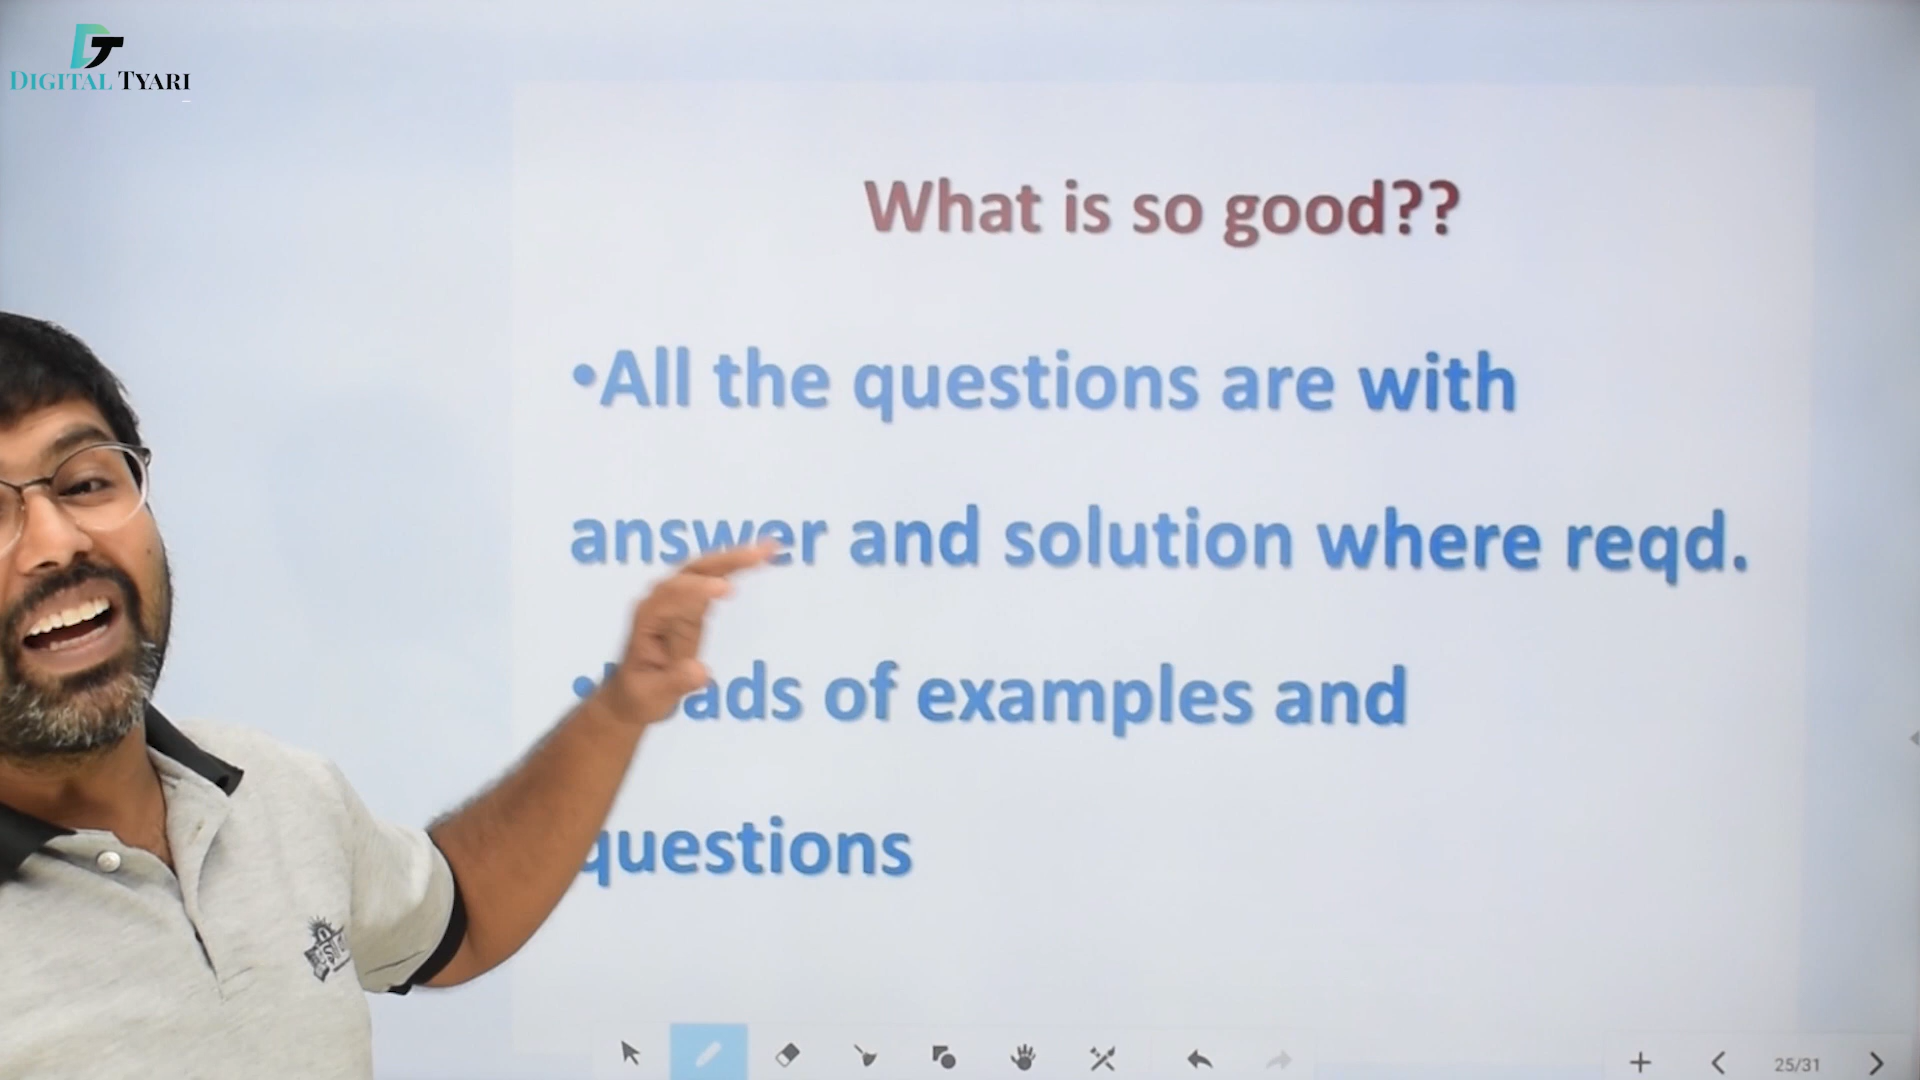 DIGITAL TYARI
What is so good??
•All the questions are with
answer and solution where reqd.
of examples and
questions
25/31